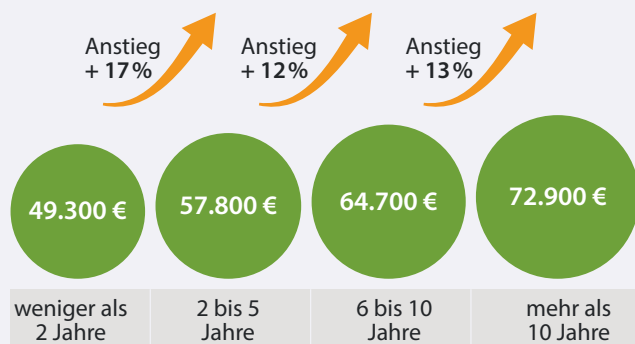 Anstieg
+ 17%
Anstieg
+ 12%
Anstieg
+ 13%
49.300 €
57.800 €
64.700 €
72.900 €
weniger als
2 Jahre
2 bis 5
Jahre
6 bis 10
Jahre
mehr als
10 Jahre